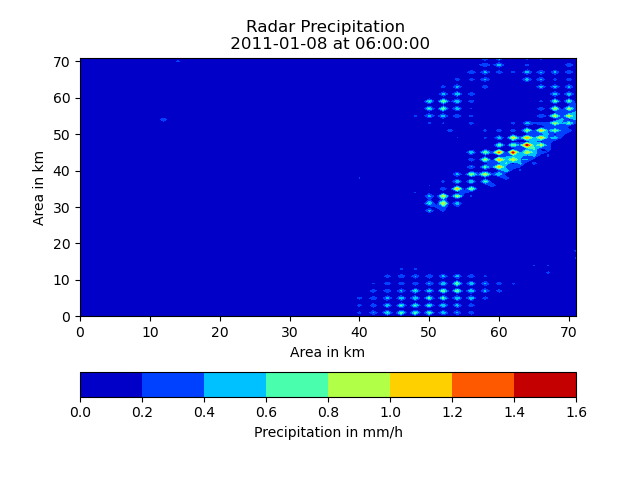 Radar Precipitation
2011-01-08 at 06:00:00
70
60
50
40
30
20
10
0
Area in km
0 10 20 30 40 50 60 70
Area in km
0.0 0.2 0.4 0.6 0.8 1.0 1.2 1.4 1.6
Precipitation in mm/h